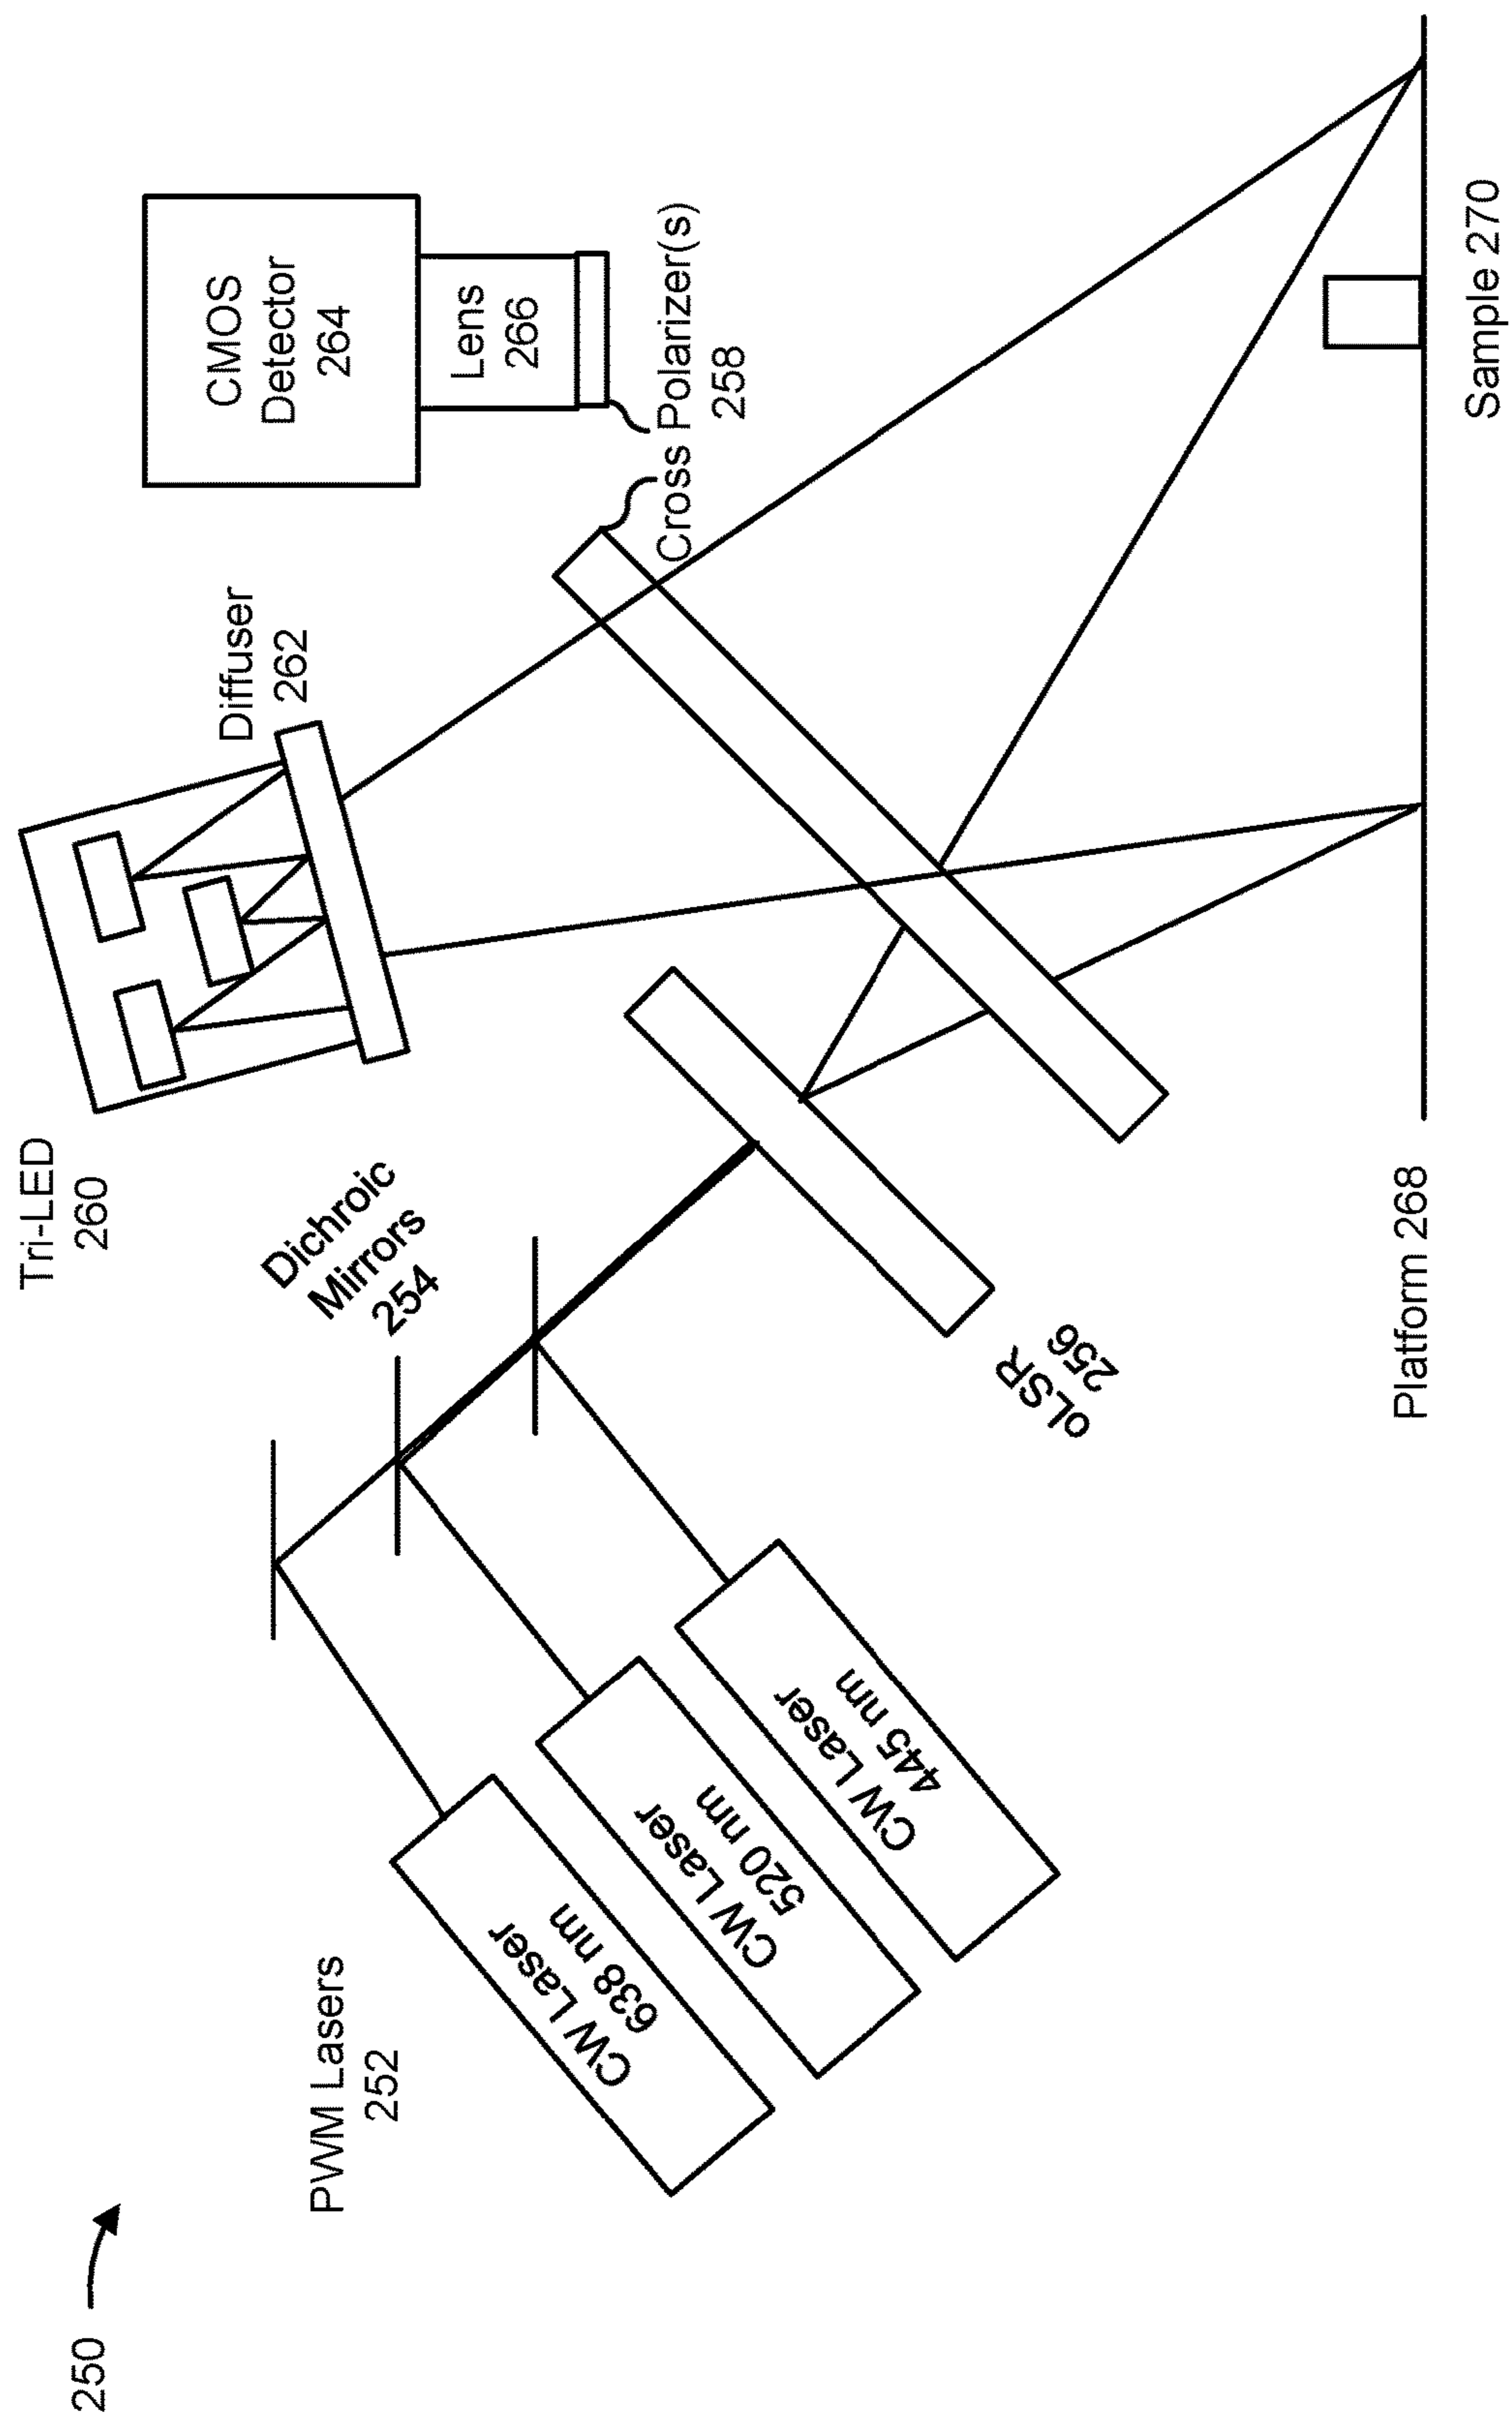 250
PWM Lasers
252
CW Laser
638 nm
CW Laser
520 nm
CW Laser
445 nm
Dichroic
Mirrors
254
oLSR
256
Tri-LED
260
Diffuser
262
CMOS
Detector
264
Lens
266
Cross Polarizer(s)
258
Platform 268
Sample 270